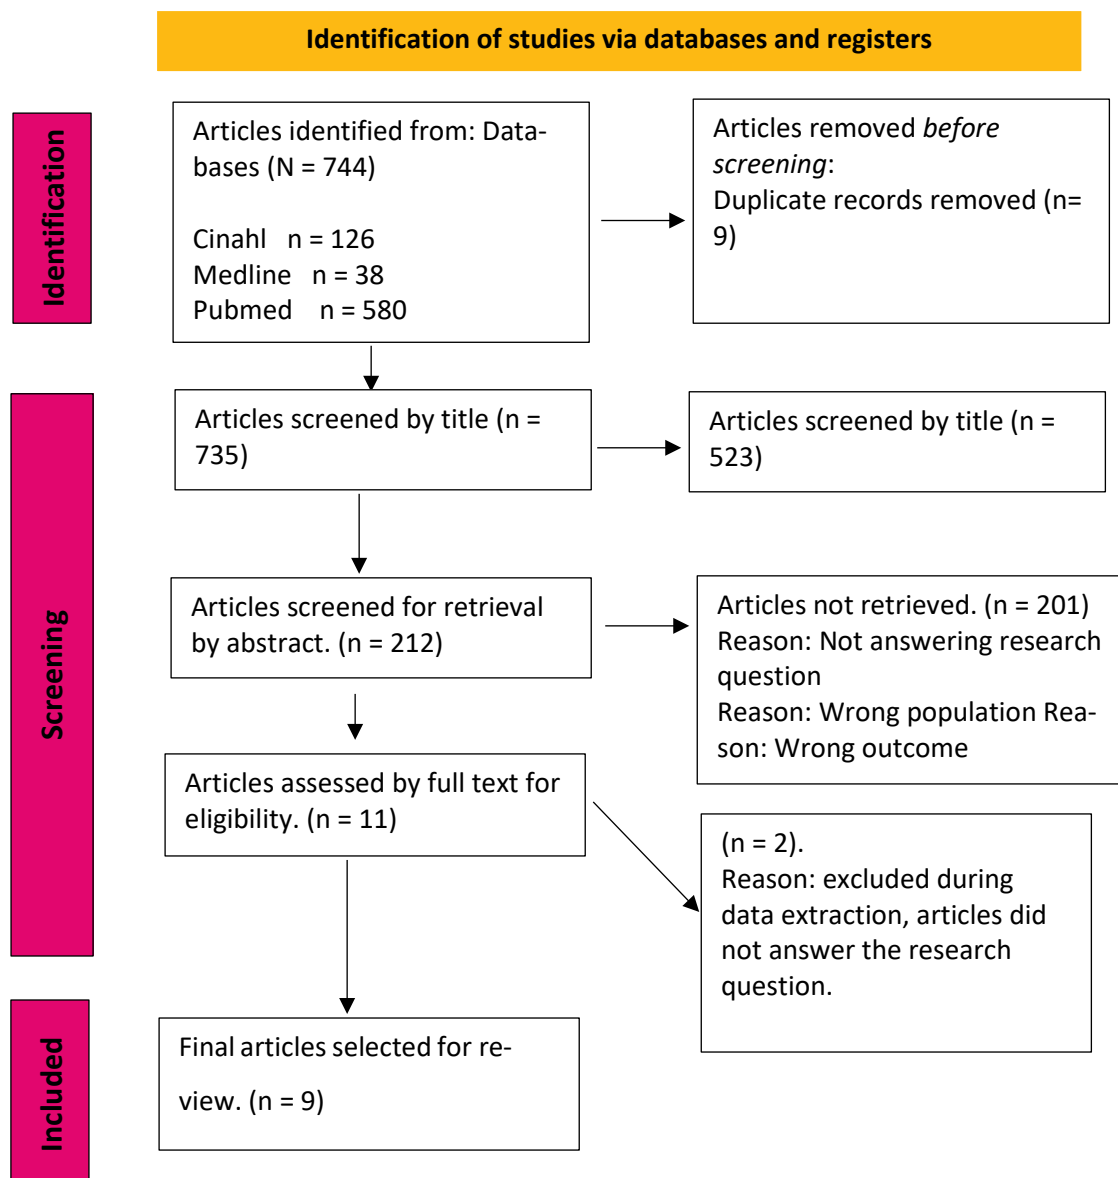 Identification of studies via databases and registers
Identification
Articles identified from: Data-
bases (N = 744)
Cinahl n = 126
Medline n = 38
Pubmed n = 580
Articles removed before
screening:
Duplicate records removed (n=
9)
Screening
Articles screened by title (n =
735)
Articles screened by title (n =
523)
Articles screened for retrieval
by abstract. (n = 212)
Articles not retrieved. (n = 201)
Reason: Not answering research
question
Reason: Wrong population Rea-
son: Wrong outcome
Articles assessed by full text for
eligibility. (n = 11)
(n = 2).
Reason: excluded during
data extraction, articles did
not answer the research
question.
Included
Final articles selected for re-
view. (n = 9)